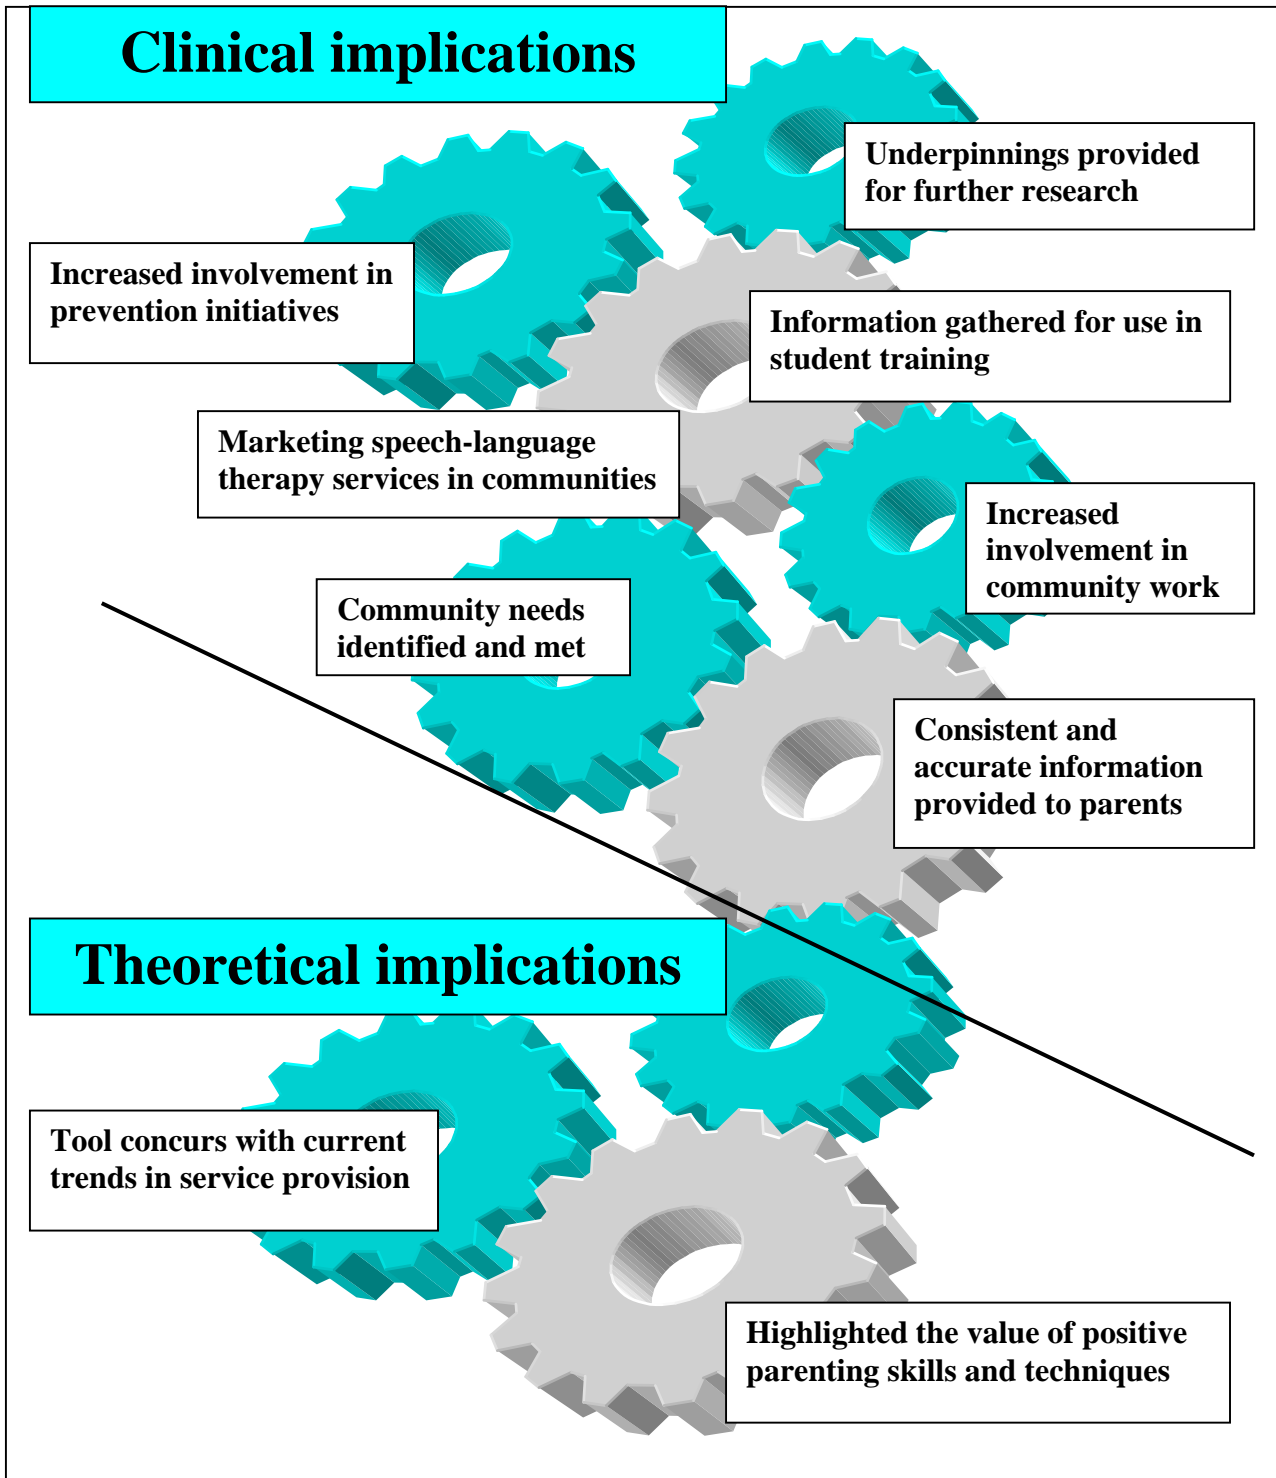 Clinical implications
Underpinnings provided
for further research
Increased involvement in
prevention initiatives
Information gathered for use in
student training
Marketing speech-language
therapy services in communities
Increased
involvement in
community work
Community needs
identified and met
Consistent and
accurate information
provided to parents
Theoretical implications
Tool concurs with current
trends in service provision
Highlighted the value of positive
parenting skills and techniques